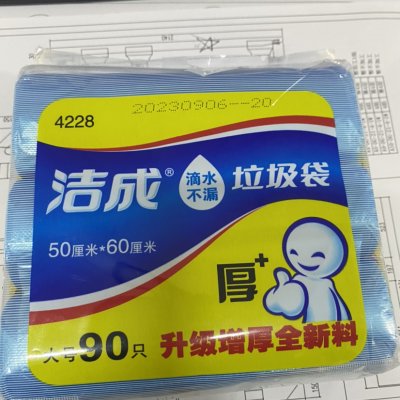 20230906--20
4228
洁成®
滴水
不漏
垃圾袋
50厘米*60厘米
厚+
大号90只
升级增厚全新料